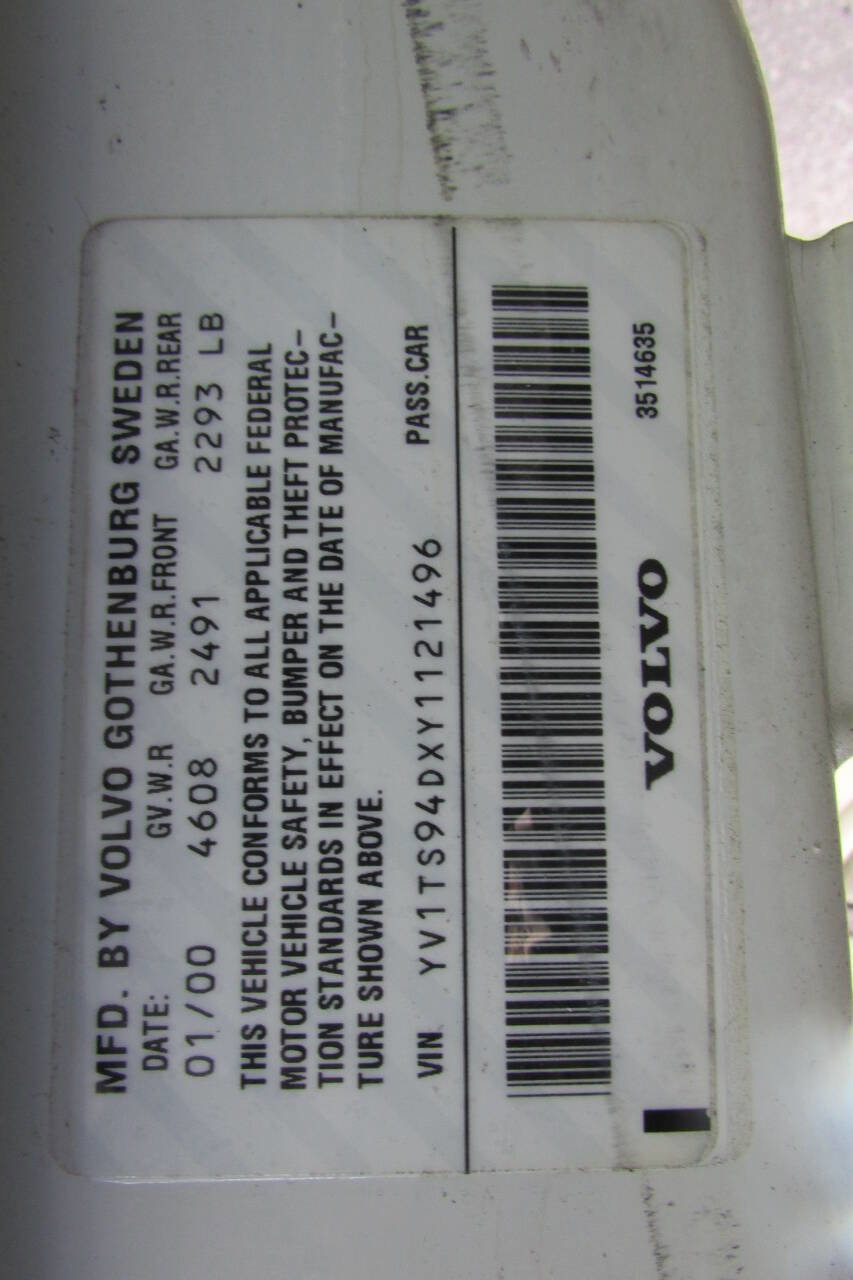 MFD. BY VOLVO GOTHENBURG SWEDEN
DATE: GV.W.R GA.W.R.FRONT GA.W.R.REAR
01/00 4608 2491 2293 LB
THIS VEHICLE CONFORMS TO ALL APPLICABLE FEDERAL
MOTOR VEHICLE SAFETY, BUMPER AND THEFT PROTEC-
TION STANDARDS IN EFFECT ON THE DATE OF MANUFAC-
TURE SHOWN ABOVE.
VIN YV1TS94DXY1121496 PASS.CAR
VOLVO 3514635